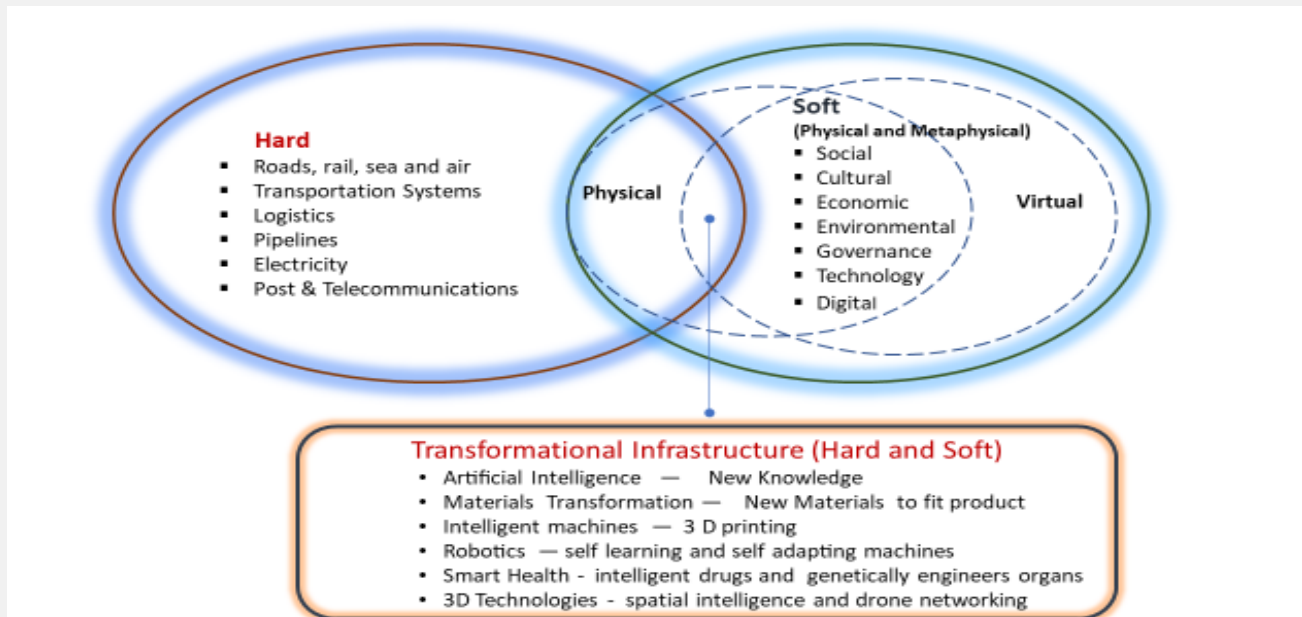 Hard
▪ Roads, rail, sea and air
▪ Transportation Systems
▪ Logistics
▪ Pipelines
▪ Electricity
▪ Post & Telecommunications
Physical
Soft
(Physical and Metaphysical)
▪ Social
▪ Cultural
▪ Economic
▪ Environmental
▪ Governance
▪ Technology
▪ Digital
Virtual
Transformational Infrastructure (Hard and Soft)
• Artificial Intelligence — New Knowledge
• Materials Transformation — New Materials to fit product
• Intelligent machines — 3 D printing
• Robotics — self learning and self adapting machines
• Smart Health - intelligent drugs and genetically engineers organs
• 3D Technologies - spatial intelligence and drone networking